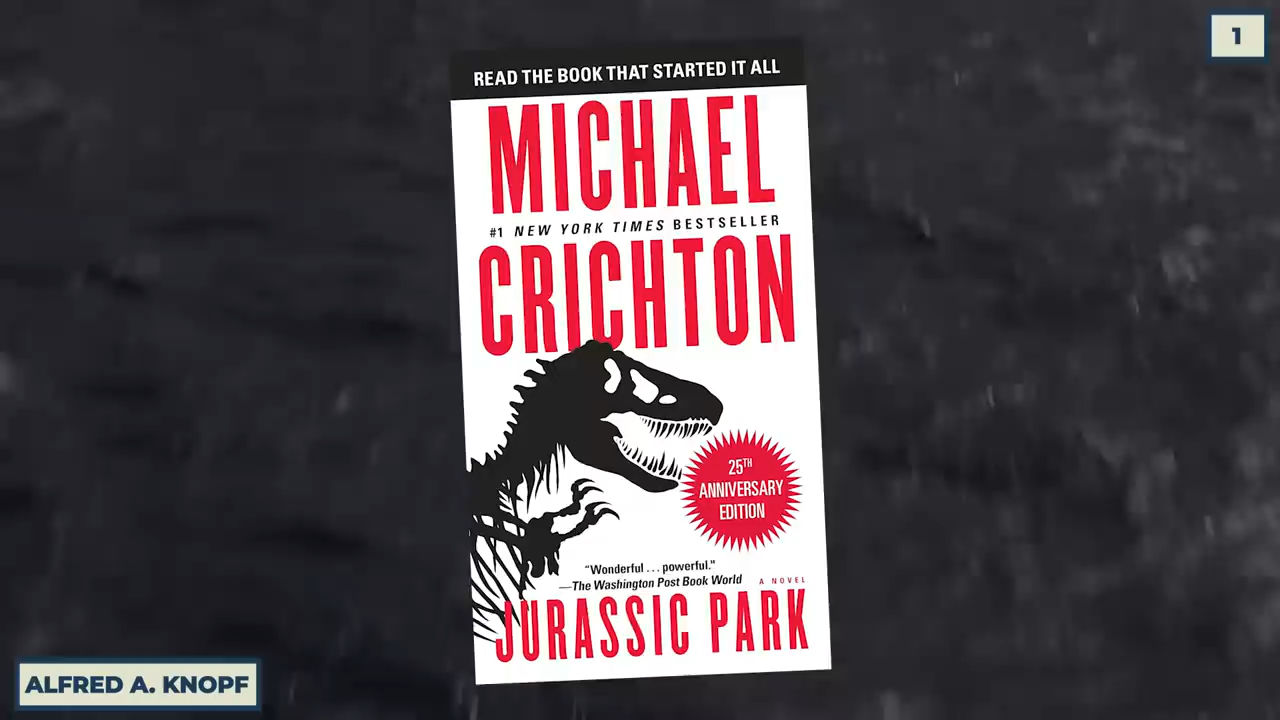 1
READ THE BOOK THAT STARTED IT ALL
MICHAEL
#1 NEW YORK TIMES BESTSELLER
CRICHTON
25TH
ANNIVERSARY
EDITION
"Wonderful . . . powerful."
—The Washington Post Book World
A NOVEL
JURASSIC PARK
ALFRED A. KNOPF